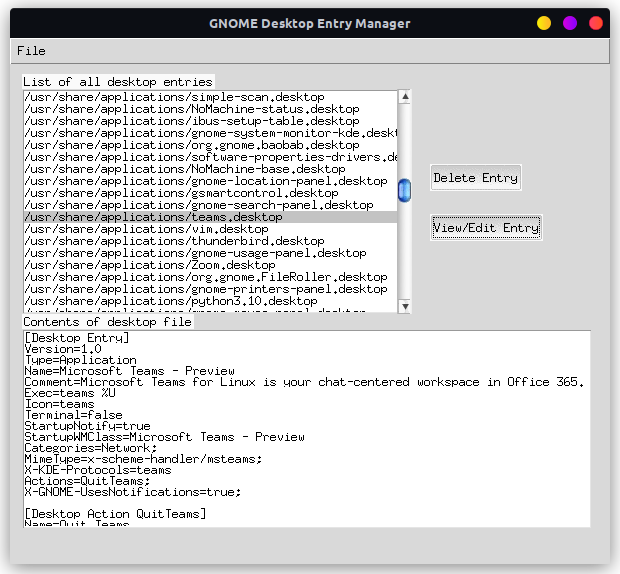 GNOME Desktop Entry Manager
File
List of all desktop entries
/usr/share/applications/simple-scan.desktop
/usr/share/applications/NoMachine-status.desktop
/usr/share/applications/ibus-setup-table.desktop
/usr/share/applications/gnome-system-monitor-kde.deskt
/usr/share/applications/org.gnome.baobab.desktop
/usr/share/applications/software-properties-drivers.de
/usr/share/applications/NoMachine-base.desktop
/usr/share/applications/gnome-location-panel.desktop
/usr/share/applications/gsmartcontrol.desktop
/usr/share/applications/gnome-search-panel.desktop
/usr/share/applications/teams.desktop
/usr/share/applications/vim.desktop
/usr/share/applications/thunderbird.desktop
/usr/share/applications/gnome-usage-panel.desktop
/usr/share/applications/Zoom.desktop
/usr/share/applications/org.gnome.FileRoller.desktop
/usr/share/applications/gnome-printers-panel.desktop
/usr/share/applications/python3.10.desktop
Delete Entry
View/Edit Entry
Contents of desktop file
[Desktop Entry]
Version=1.0
Type=Application
Name=Microsoft Teams - Preview
Comment=Microsoft Teams for Linux is your chat-centered workspace in Office 365.
Exec=teams %U
Icon=teams
Terminal=false
StartupNotify=true
StartupWMClass=Microsoft Teams - Preview
Categories=Network;
MimeType=x-scheme-handler/msteams;
X-KDE-Protocols=teams
Actions=QuitTeams;
X-GNOME-UsesNotifications=true;

[Desktop Action QuitTeams]
Name=Quit Teams